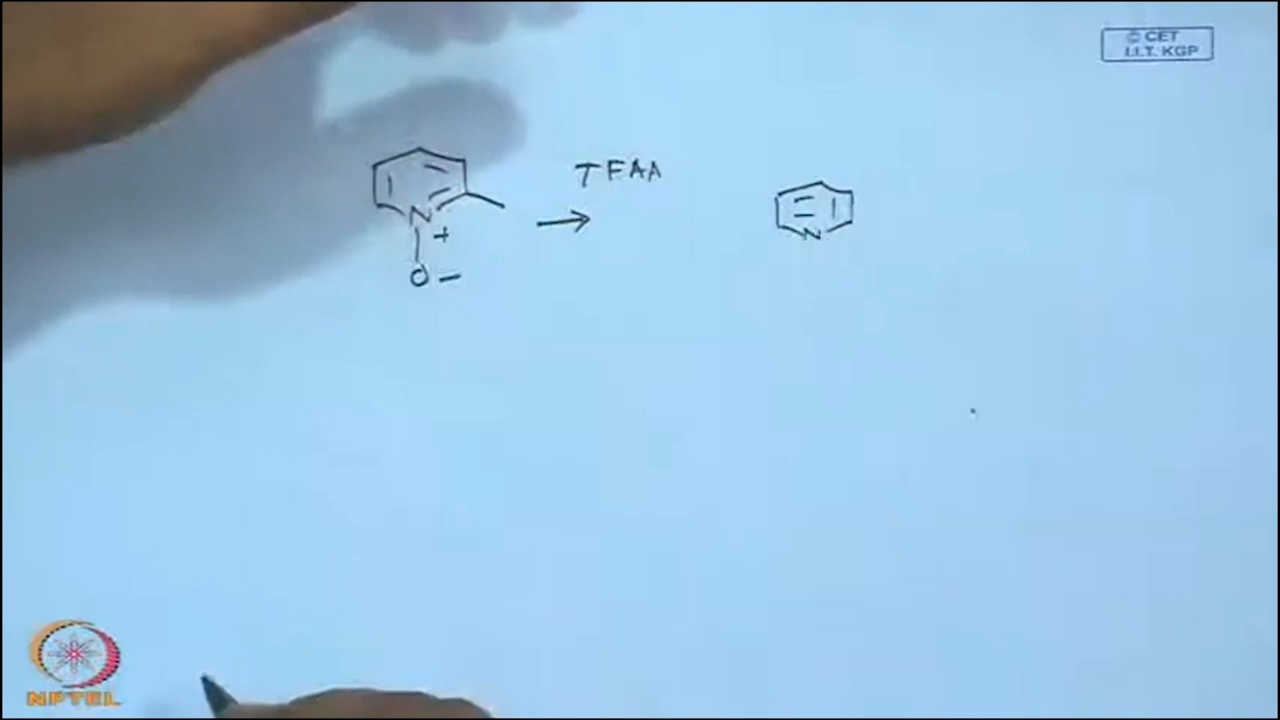 © CET
I.I.T. KGP
TFAA
N
+
O −
N
NPTEL